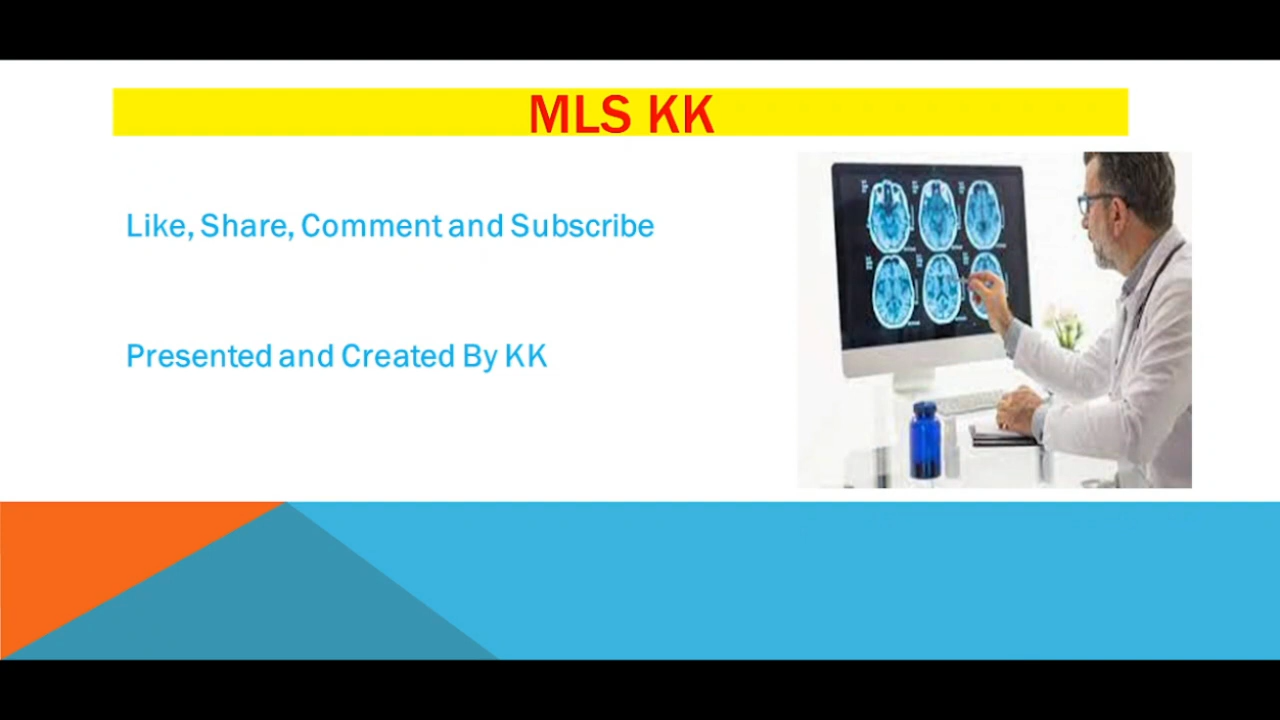 MLS KK
Like, Share, Comment and Subscribe
Presented and Created By KK